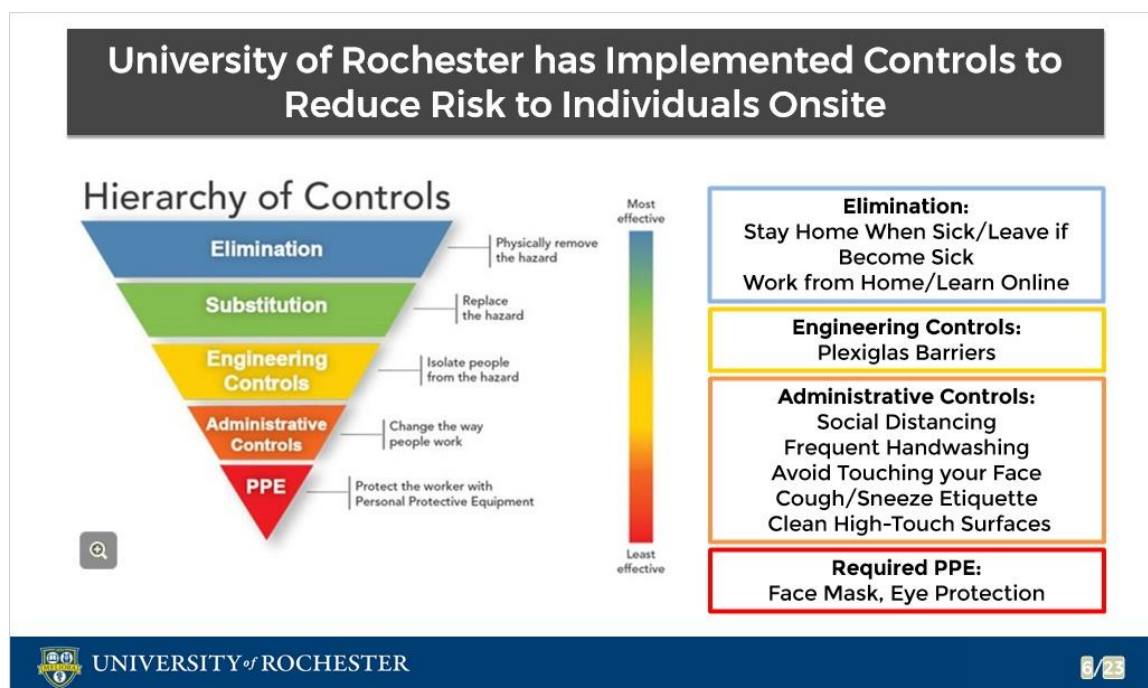 University of Rochester has Implemented Controls to
Reduce Risk to Individuals Onsite
Hierarchy of Controls
Elimination
Physically remove
the hazard
Substitution
Replace
the hazard
Engineering
Controls
Isolate people
from the hazard
Administrative
Controls
Change the way
people work
PPE
Protect the worker with
Personal Protective Equipment
Most
effective
Least
effective
Elimination:
Stay Home When Sick/Leave if
Become Sick
Work from Home/Learn Online
Engineering Controls:
Plexiglas Barriers
Administrative Controls:
Social Distancing
Frequent Handwashing
Avoid Touching your Face
Cough/Sneeze Etiquette
Clean High-Touch Surfaces
Required PPE:
Face Mask, Eye Protection
MELIORA
UNIVERSITY of ROCHESTER
6/23